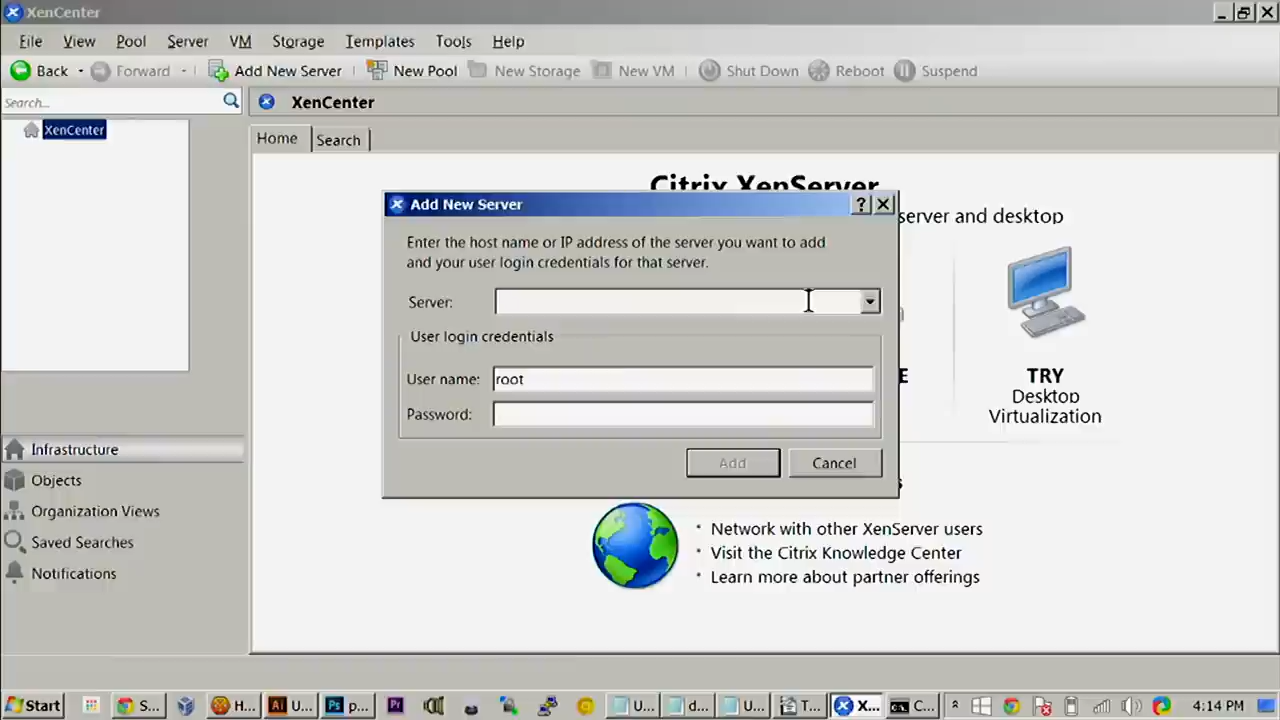 XenCenter
File View Pool Server VM Storage Templates Tools Help
Back Forward Add New Server New Pool New Storage New VM Shut Down Reboot Suspend
Search... XenCenter
XenCenter
Home Search
Citrix XenServer
server and desktop
Add New Server ?
Enter the host name or IP address of the server you want to add
and your user login credentials for that server.
Server:
User login credentials
User name: root
Password:
Add Cancel
E
TRY
Desktop
Virtualization
s
Infrastructure
Objects
Organization Views
Saved Searches
Notifications
• Network with other XenServer users
• Visit the Citrix Knowledge Center
• Learn more about partner offerings
Start S... H... Ai U... Ps p... Pr U... d... U... T... X... C... 4:14 PM